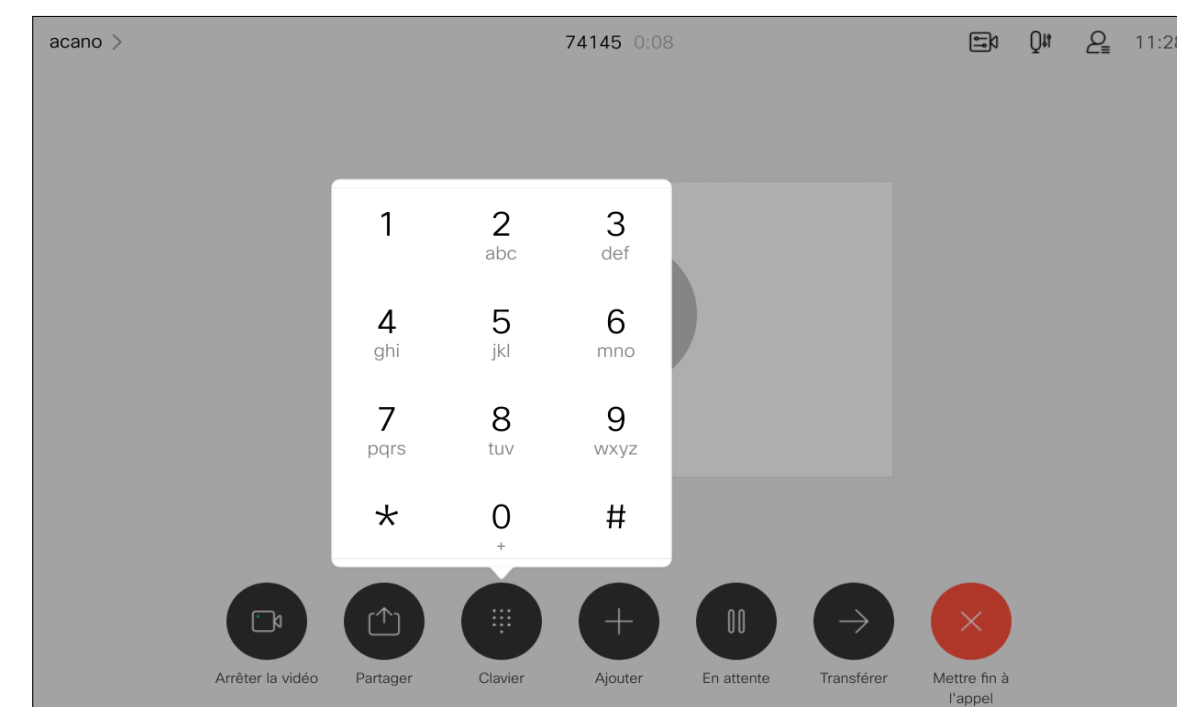 acano >
74145 0:08
11:28
1 2 3
abc def
4 5 6
ghi jkl mno
7 8 9
pqrs tuv wxyz
* 0 #
+
Arrêter la vidéo Partager Clavier Ajouter En attente Transférer Mettre fin à
l'appel